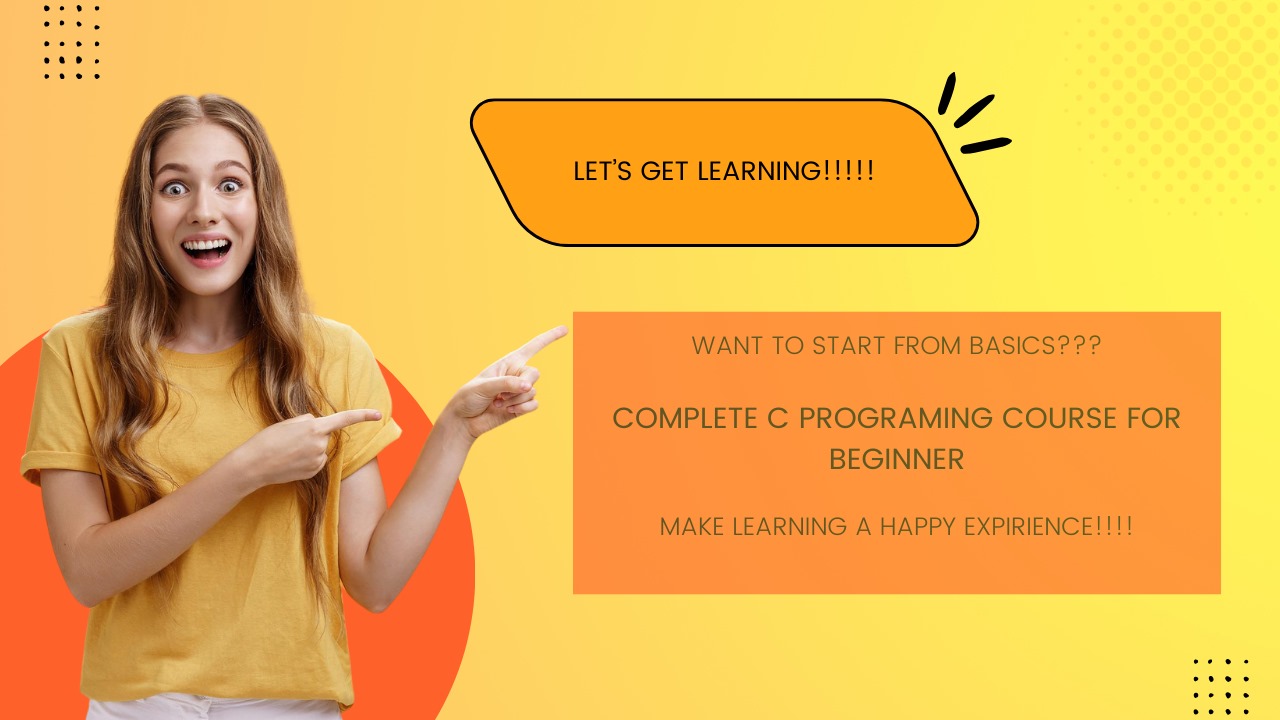 LET'S GET LEARNING!!!!!
WANT TO START FROM BASICS???
COMPLETE C PROGRAMING COURSE FOR
BEGINNER
MAKE LEARNING A HAPPY EXPIRIENCE!!!!